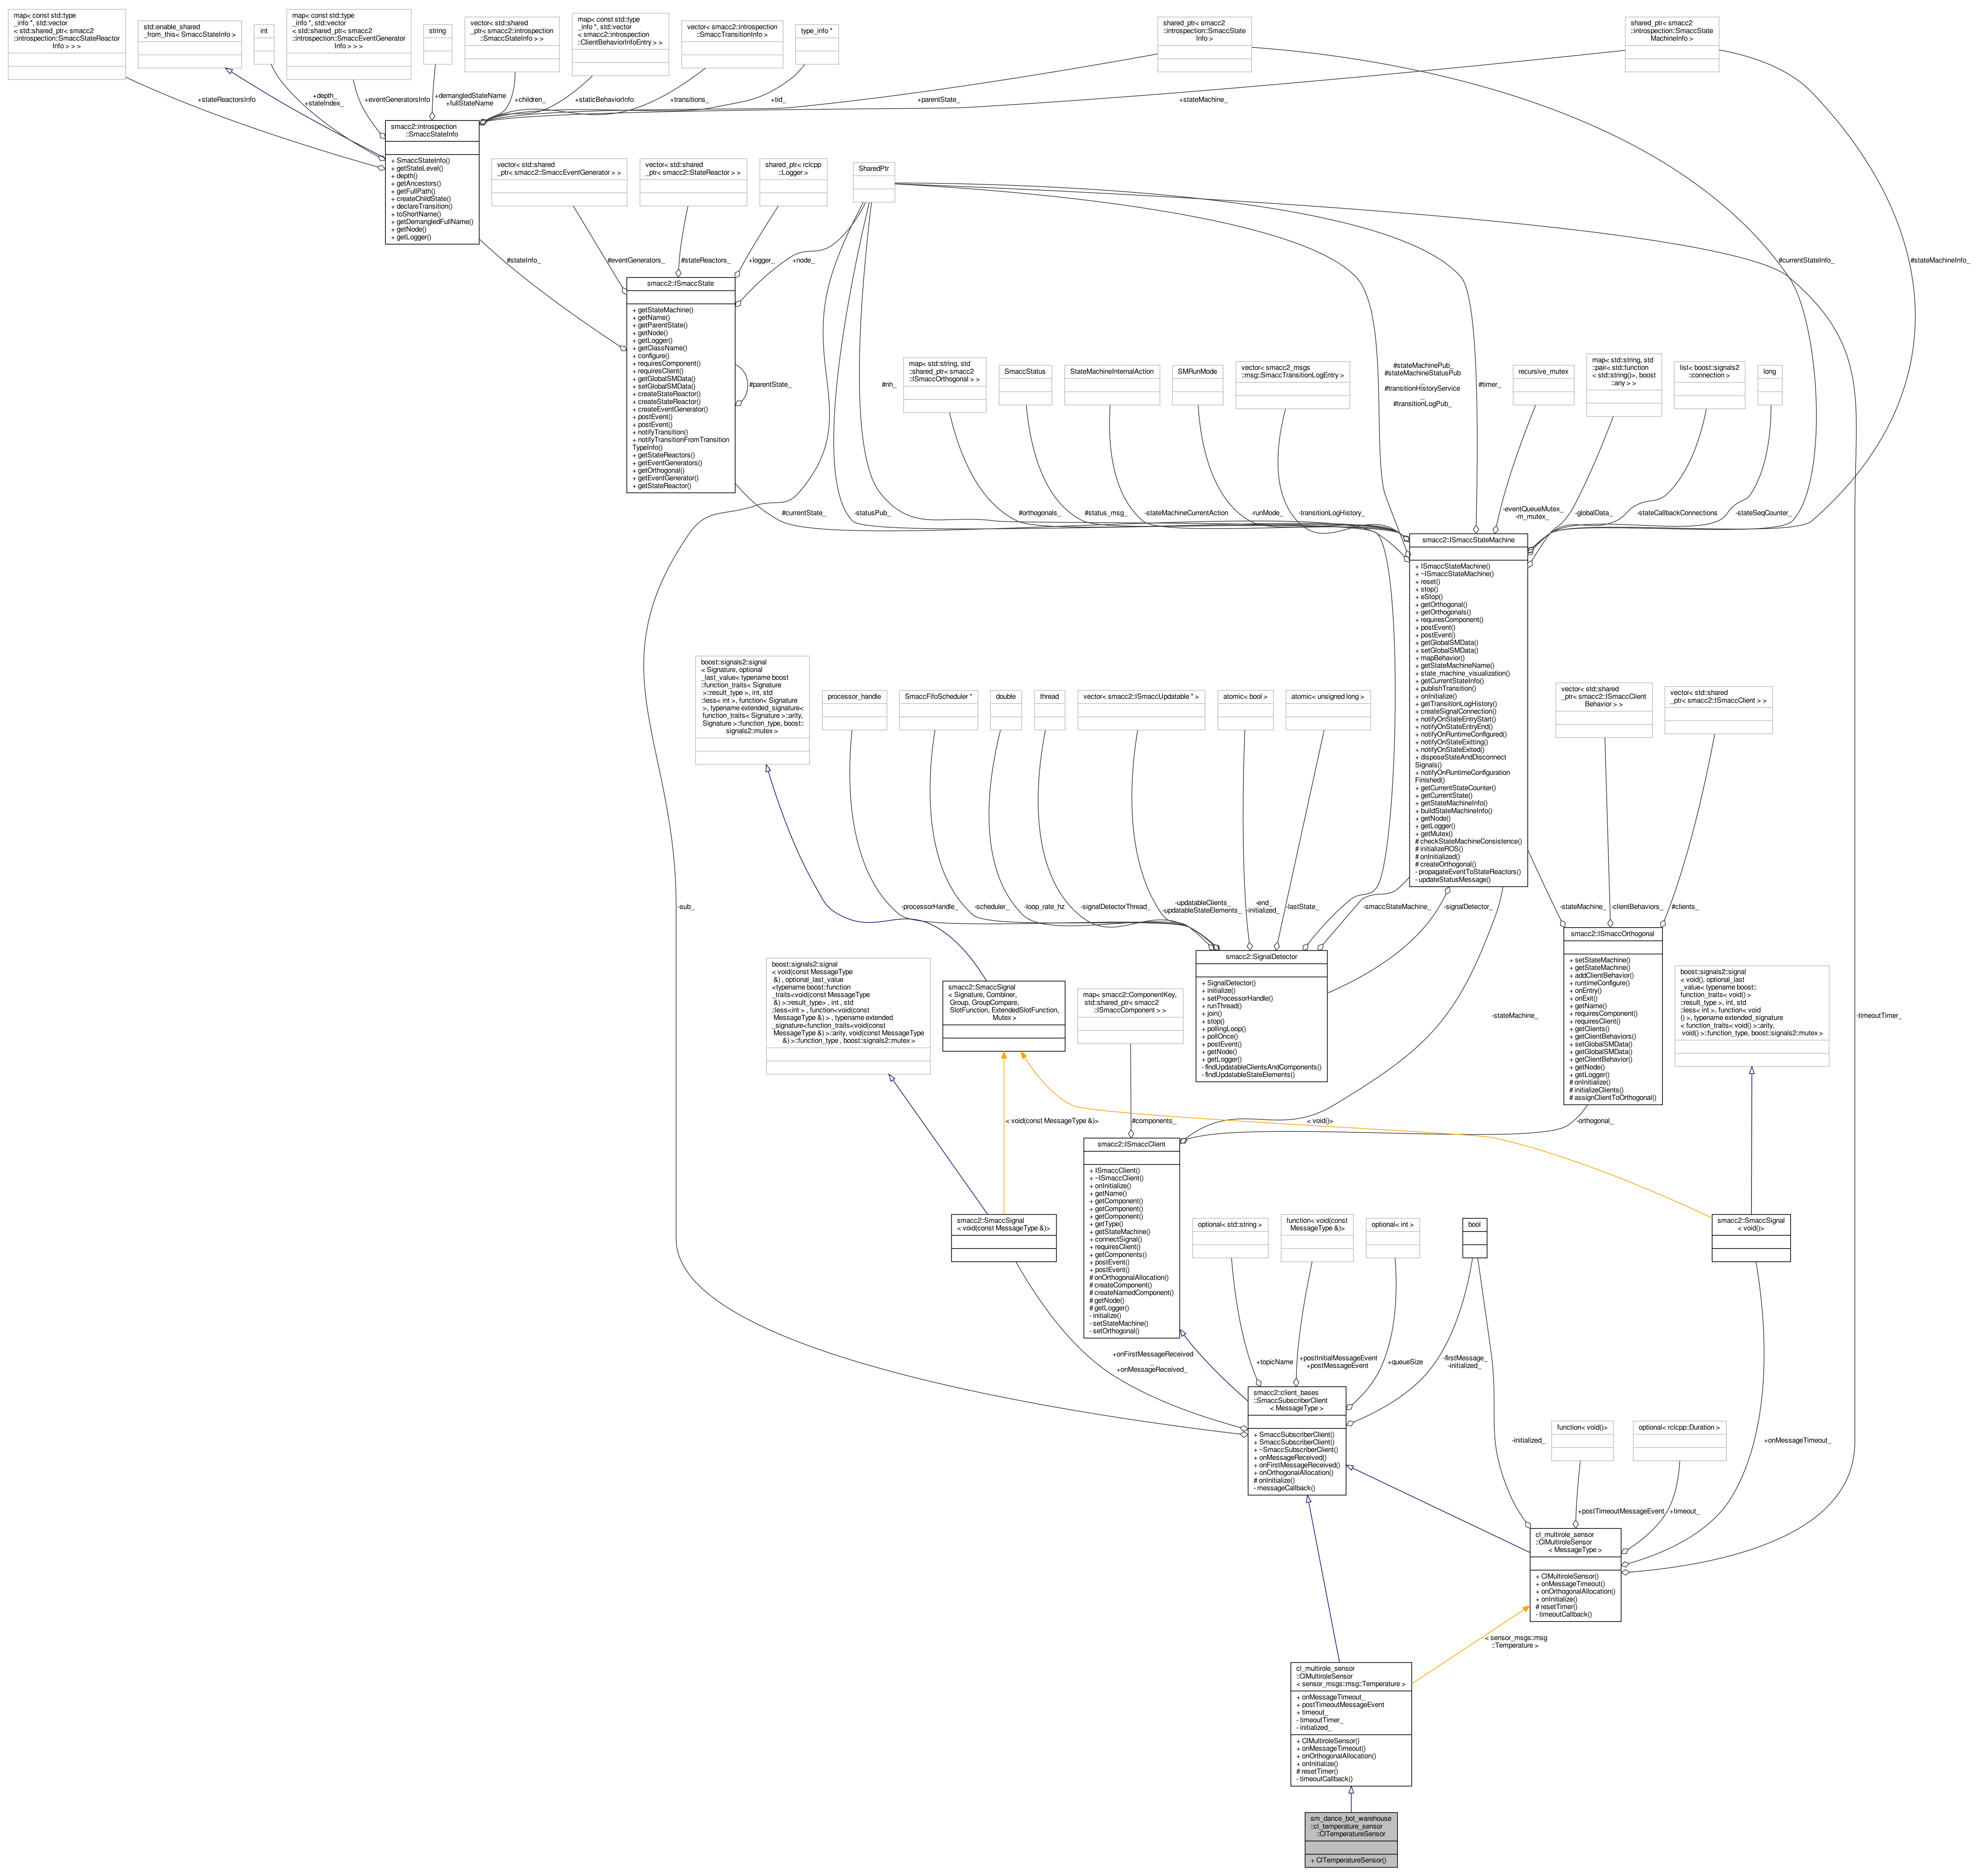 map< const std::type
_info *, std::vector
< std::shared_ptr< smacc2
::introspection::SmaccStateReactor
Info > > >
std::enable_shared
_from_this< SmaccStateInfo >
int
map< const std::type
_info *, std::vector
< std::shared_ptr< smacc2
::introspection::SmaccEventGenerator
Info > > >
string
vector< std::shared
_ptr< smacc2::introspection
::SmaccStateInfo > >
map< const std::type
_info *, std::vector
< smacc2::introspection
::ClientBehaviorInfoEntry > >
vector< smacc2::introspection
::SmaccTransitionInfo >
type_info *
shared_ptr< smacc2
::introspection::SmaccState
Info >
shared_ptr< smacc2
::introspection::SmaccState
MachineInfo >
+stateReactorsInfo
+depth_
+stateIndex_
+eventGeneratorsInfo
+demangledStateName
+fullStateName
+children_
+staticBehaviorInfo
+transitions_
+tid_
+parentState_
+stateMachine_
smacc2::introspection
::SmaccStateInfo
+ SmaccStateInfo()
+ getStateLevel()
+ depth()
+ getAncestors()
+ getFullPath()
+ createChildState()
+ declareTransition()
+ toShortName()
+ getDemangledFullName()
+ getNode()
+ getLogger()
vector< std::shared
_ptr< smacc2::SmaccEventGenerator > >
vector< std::shared
_ptr< smacc2::StateReactor > >
shared_ptr< rclcpp
::Logger >
SharedPtr
#stateInfo_
#eventGenerators_
#stateReactors_
+logger_
+node_
#currentStateInfo_
#stateMachineInfo_
smacc2::ISmaccState
+ getStateMachine()
+ getName()
+ getParentState()
+ getNode()
+ getLogger()
+ getClassName()
+ configure()
+ requiresComponent()
+ requiresClient()
+ getGlobalSMData()
+ setGlobalSMData()
+ createStateReactor()
+ createStateReactor()
+ createEventGenerator()
+ postEvent()
+ postEvent()
+ notifyTransition()
+ notifyTransitionFromTransition
TypeInfo()
+ getStateReactors()
+ getEventGenerators()
+ getOrthogonal()
+ getEventGenerator()
+ getStateReactor()
#parentState_
#nh_
map< std::string, std
::shared_ptr< smacc2
::ISmaccOrthogonal > >
SmaccStatus
StateMachineInternalAction
SMRunMode
vector< smacc2_msgs
::msg::SmaccTransitionLogEntry >
#stateMachinePub_
#stateMachineStatusPub
_
#transitionHistoryService
_
#transitionLogPub_
#timer_
recursive_mutex
map< std::string, std
::pair< std::function
< std::string()>, boost
::any > >
list< boost::signals2
::connection >
long
#currentState_
-statusPub_
#orthogonals_
#status_msg_
-stateMachineCurrentAction
-runMode_
-transitionLogHistory_
-eventQueueMutex_
-m_mutex_
-globalData_
-stateCallbackConnections
-stateSeqCounter_
smacc2::ISmaccStateMachine
+ ISmaccStateMachine()
+ ~ISmaccStateMachine()
+ reset()
+ stop()
+ eStop()
+ getOrthogonal()
+ getOrthogonals()
+ requiresComponent()
+ postEvent()
+ postEvent()
+ getGlobalSMData()
+ setGlobalSMData()
+ mapBehavior()
+ getStateMachineName()
+ state_machine_visualization()
+ getCurrentStateInfo()
+ publishTransition()
+ onInitialize()
+ getTransitionLogHistory()
+ createSignalConnection()
+ notifyOnStateEntryStart()
+ notifyOnStateEntryEnd()
+ notifyOnRuntimeConfigured()
+ notifyOnStateExitting()
+ notifyOnStateExited()
+ disposeStateAndDisconnect
Signals()
+ notifyOnRuntimeConfiguration
Finished()
+ getCurrentStateCounter()
+ getCurrentState()
+ getStateMachineInfo()
+ buildStateMachineInfo()
+ getNode()
+ getLogger()
+ getMutex()
# checkStateMachineConsistence()
# initializeROS()
# onInitialized()
# createOrthogonal()
- propagateEventToStateReactors()
- updateStatusMessage()
boost::signals2::signal
< Signature, optional
_last_value< typename boost
::function_traits< Signature
>::result_type >, int, std
::less< int >, function< Signature
>, typename extended_signature<
function_traits< Signature >::arity,
Signature >::function_type, boost::
signals2::mutex >
processor_handle
SmaccFifoScheduler *
double
thread
vector< smacc2::ISmaccUpdatable * >
atomic< bool >
atomic< unsigned long >
vector< std::shared
_ptr< smacc2::ISmaccClient
Behavior > >
vector< std::shared
_ptr< smacc2::ISmaccClient > >
-sub_
-processorHandle_
-scheduler_
-loop_rate_hz
-signalDetectorThread_
-updatableClients_
-updatableStateElements_
-end_
-initialized_
-lastState_
-smaccStateMachine_
-signalDetector_
-stateMachine_
-clientBehaviors_
#clients_
smacc2::ISmaccOrthogonal
+ setStateMachine()
+ getStateMachine()
+ addClientBehavior()
+ runtimeConfigure()
+ onEntry()
+ onExit()
+ getName()
+ requiresComponent()
+ requiresClient()
+ getClients()
+ getClientBehaviors()
+ setGlobalSMData()
+ getGlobalSMData()
+ getClientBehavior()
+ getNode()
+ getLogger()
# onInitialize()
# initializeClients()
# assignClientToOrthogonal()
smacc2::SignalDetector
+ SignalDetector()
+ initialize()
+ setProcessorHandle()
+ runThread()
+ join()
+ stop()
+ pollingLoop()
+ pollOnce()
+ postEvent()
+ getNode()
+ getLogger()
- findUpdatableClientsAndComponents()
- findUpdatableStateElements()
boost::signals2::signal
< void(const MessageType
&) , optional_last_value
<typename boost::function
_traits<void(const MessageType
&) >::result_type> , int , std
::less<int > , function<void(const
MessageType &) > , typename extended
_signature<function_traits<void(const
MessageType &) >::arity, void(const MessageType
&) >::function_type , boost::signals2::mutex >
smacc2::SmaccSignal
< Signature, Combiner,
Group, GroupCompare,
SlotFunction, ExtendedSlotFunction,
Mutex >
map< smacc2::ComponentKey,
std::shared_ptr< smacc2
::ISmaccComponent > >
boost::signals2::signal
< void(), optional_last
_value< typename boost::
function_traits< void() >
::result_type >, int, std
::less< int >, function< void
() >, typename extended_signature
< function_traits< void() >::arity,
void() >::function_type, boost::signals2::mutex >
-stateMachine_
-timeoutTimer_
< void(const MessageType &)>
#components_
< void()>
-orthogonal_
smacc2::ISmaccClient
+ ISmaccClient()
+ ~ISmaccClient()
+ onInitialize()
+ getName()
+ getComponent()
+ getComponent()
+ getComponent()
+ getType()
+ getStateMachine()
+ connectSignal()
+ requiresClient()
+ getComponents()
+ postEvent()
+ postEvent()
# onOrthogonalAllocation()
# createComponent()
# createNamedComponent()
# getNode()
# getLogger()
- initialize()
- setStateMachine()
- setOrthogonal()
smacc2::SmaccSignal
< void(const MessageType &)>
optional< std::string >
function< void(const
MessageType &)>
optional< int >
bool
smacc2::SmaccSignal
< void()>
+onFirstMessageReceived
_
+onMessageReceived_
+topicName
+postInitialMessageEvent
+postMessageEvent
+queueSize
-firstMessage_
-initialized_
smacc2::client_bases
::SmaccSubscriberClient
< MessageType >
+ SmaccSubscriberClient()
+ SmaccSubscriberClient()
+ ~SmaccSubscriberClient()
+ onMessageReceived()
+ onFirstMessageReceived()
+ onOrthogonalAllocation()
# onInitialize()
- messageCallback()
function< void()>
optional< rclcpp::Duration >
-initialized_
+onMessageTimeout_
+postTimeoutMessageEvent
+timeout_
cl_multirole_sensor
::ClMultiroleSensor
< MessageType >
+ ClMultiroleSensor()
+ onMessageTimeout()
+ onOrthogonalAllocation()
+ onInitialize()
# resetTimer()
- timeoutCallback()
< sensor_msgs::msg
::Temperature >
cl_multirole_sensor
::ClMultiroleSensor
< sensor_msgs::msg::Temperature >
+ onMessageTimeout_
+ postTimeoutMessageEvent
+ timeout_
- timeoutTimer_
- initialized_
+ ClMultiroleSensor()
+ onMessageTimeout()
+ onOrthogonalAllocation()
+ onInitialize()
# resetTimer()
- timeoutCallback()
sm_dance_bot_warehouse
::cl_temperature_sensor
::ClTemperatureSensor
+ ClTemperatureSensor()